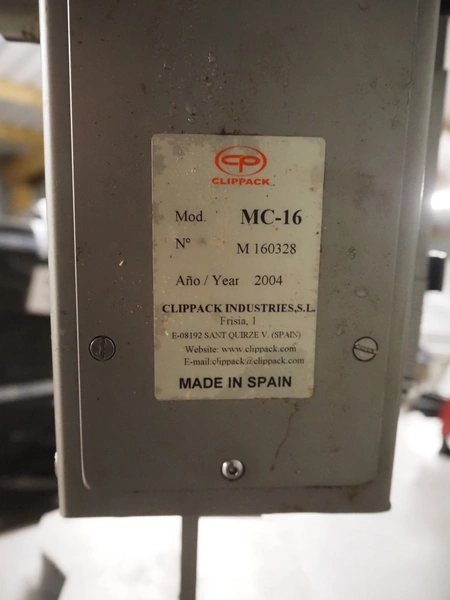 CP
CLIPPACK
Mod. MC-16
Nº M 160328
Año / Year 2004
CLIPPACK INDUSTRIES,S.L.
Frisia, 1
E-08192 SANT QUIRZE V. (SPAIN)
Website: www.clippack.com
E-mail:clippack@clippack.com
MADE IN SPAIN